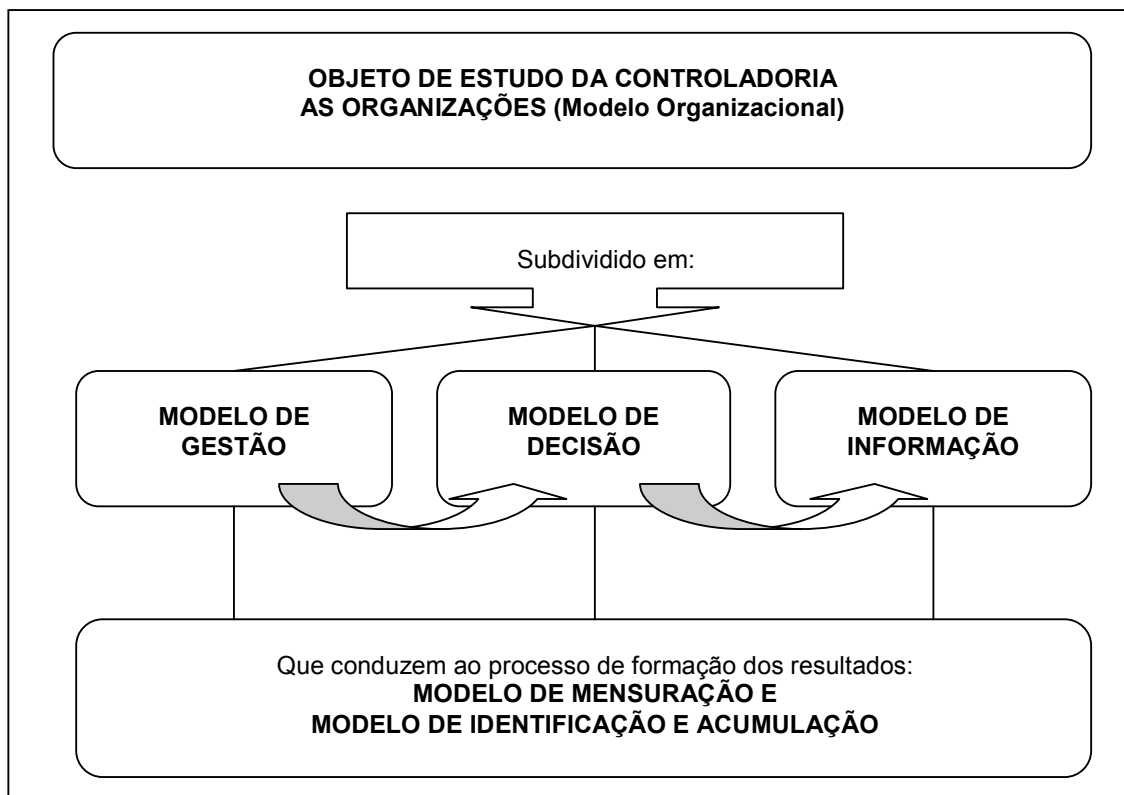 OBJETO DE ESTUDO DA CONTROLADORIA
AS ORGANIZAÇÕES (Modelo Organizacional)
Subdividido em:
MODELO DE
GESTÃO
MODELO DE
DECISÃO
MODELO DE
INFORMAÇÃO
Que conduzem ao processo de formação dos resultados:
MODELO DE MENSURAÇÃO E
MODELO DE IDENTIFICAÇÃO E ACUMULAÇÃO